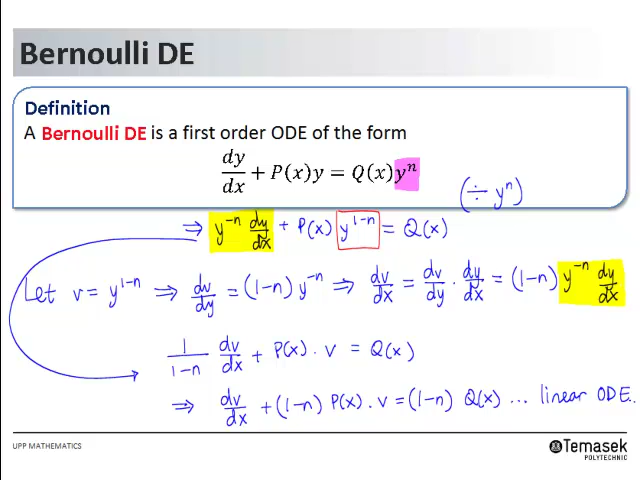 Bernoulli DE
Definition
A Bernoulli DE is a first order ODE of the form
dy/dx + P(x)y = Q(x)y^n
(÷ y^n)
⇒ y^{-n} dy/dx + P(x) y^{1-n} = Q(x)
Let v = y^{1-n} ⇒ dv/dy = (1-n) y^{-n} ⇒ dv/dx = dv/dy · dy/dx = (1-n) y^{-n} dy/dx
1/(1-n) dv/dx + P(x) · v = Q(x)
⇒ dv/dx + (1-n) P(x) · v = (1-n) Q(x) ... linear ODE.
UPP MATHEMATICS
Temasek
POLYTECHNIC